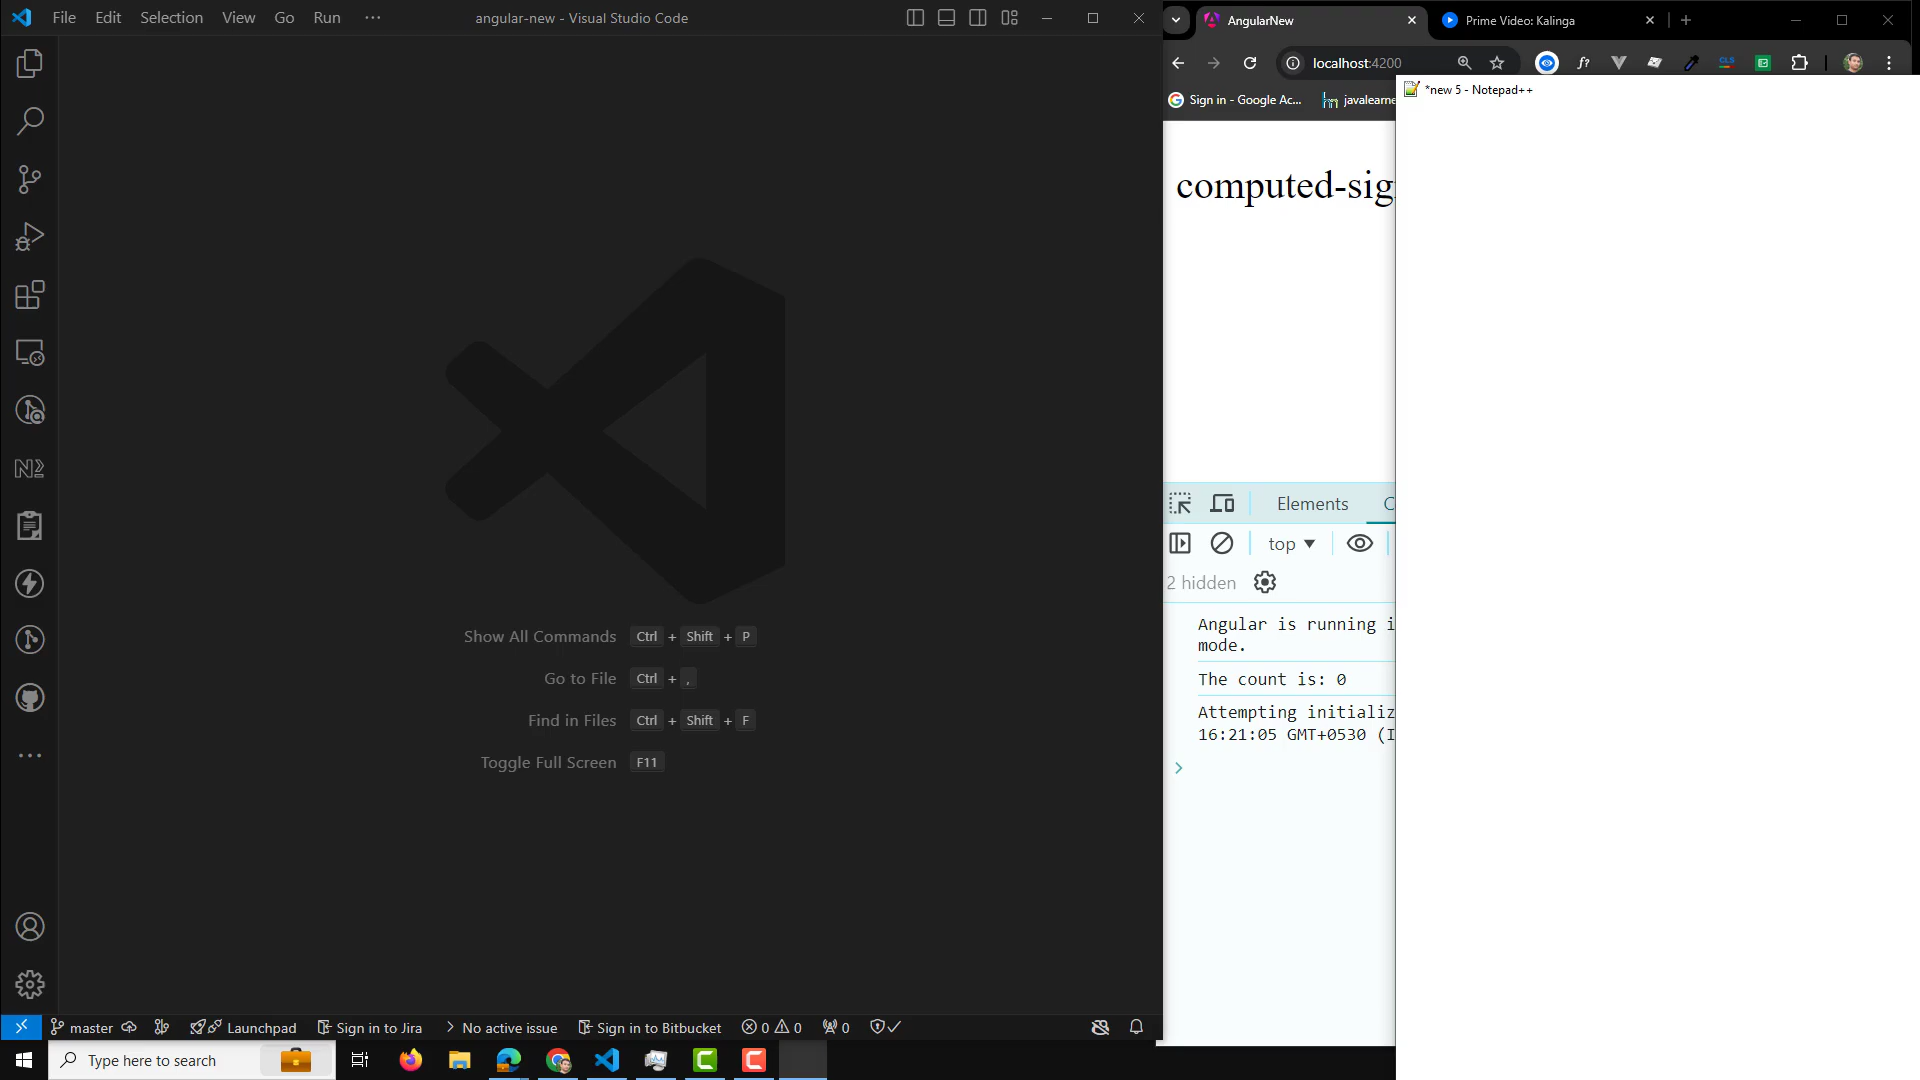 File Edit Selection View Go Run ···
angular-new - Visual Studio Code
Show All Commands Ctrl + Shift + P
Go to File Ctrl + ,
Find in Files Ctrl + Shift + F
Toggle Full Screen F11
master Launchpad Sign in to Jira No active issue Sign in to Bitbucket 0 0 0
Type here to search
AngularNew
Prime Video: Kalinga
localhost:4200
f?
CLS
Sign in - Google Ac...
javalearne
computed-sig
Elements C
top
2 hidden
Angular is running i
mode.
The count is: 0
Attempting initializ
16:21:05 GMT+0530 (I
*new 5 - Notepad++